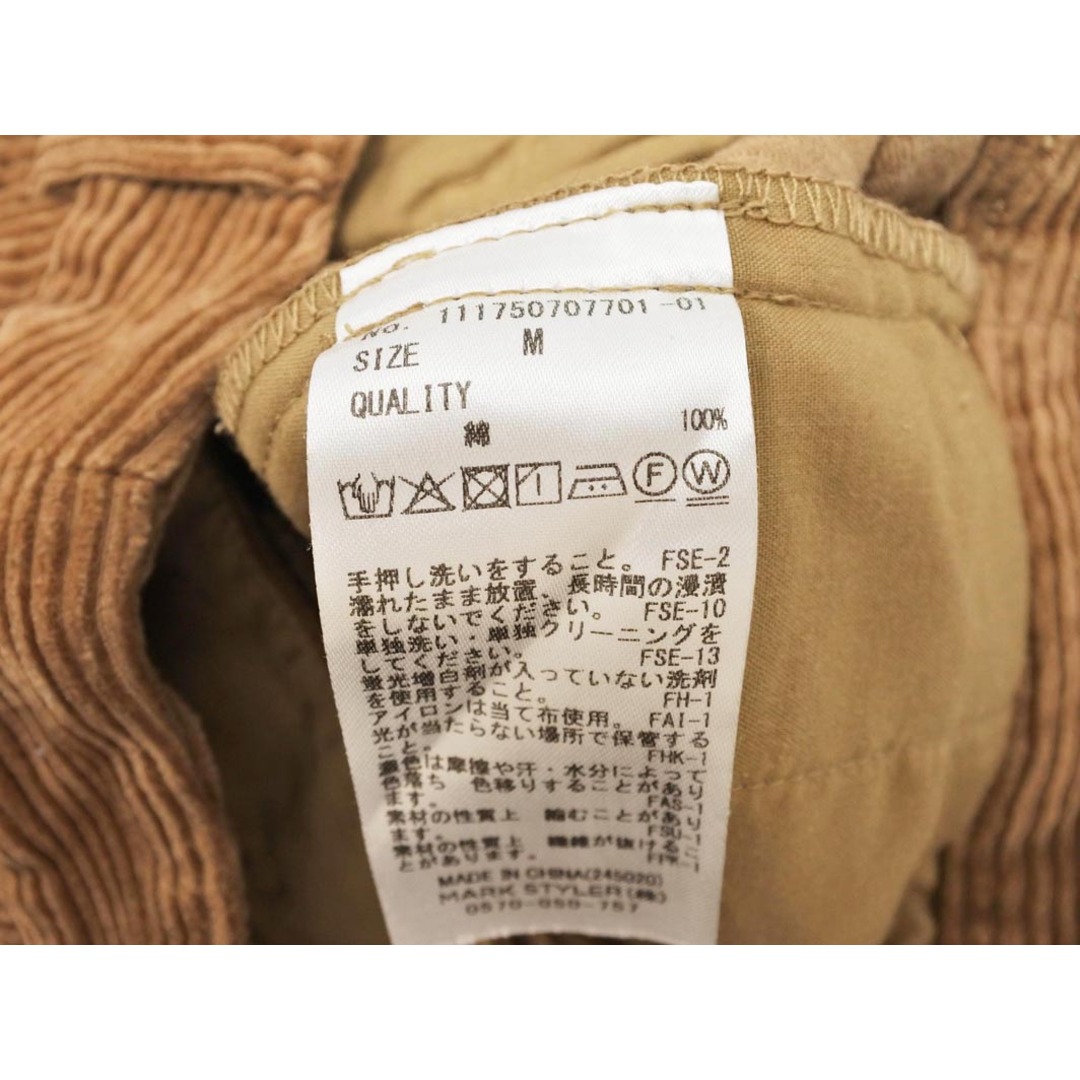 NO. 111750707701-01
SIZE M
QUALITY
綿 100%
F W
手押し洗いをすること。 FSE-2
濡れたまま放置、長時間の浸漬
をしないでください。 FSE-10
単独洗い・単独クリーニングを
してください。 FSE-13
蛍光増白剤が入っていない洗剤
を使用すること。 FH-1
アイロンは当て布使用。 FAI-1
光が当たらない場所で保管する
こと。 FHK-1
濃色は摩擦や汗・水分によって
色落ち 色移りすることがあり
ます。 FAS-1
素材の性質上 縮むことがあり
ます。 FSU-1
素材の性質上 繊維が抜けるこ
とがあります。
MADE IN CHINA(245020)
MARK STYLER(株)
0570-050-757